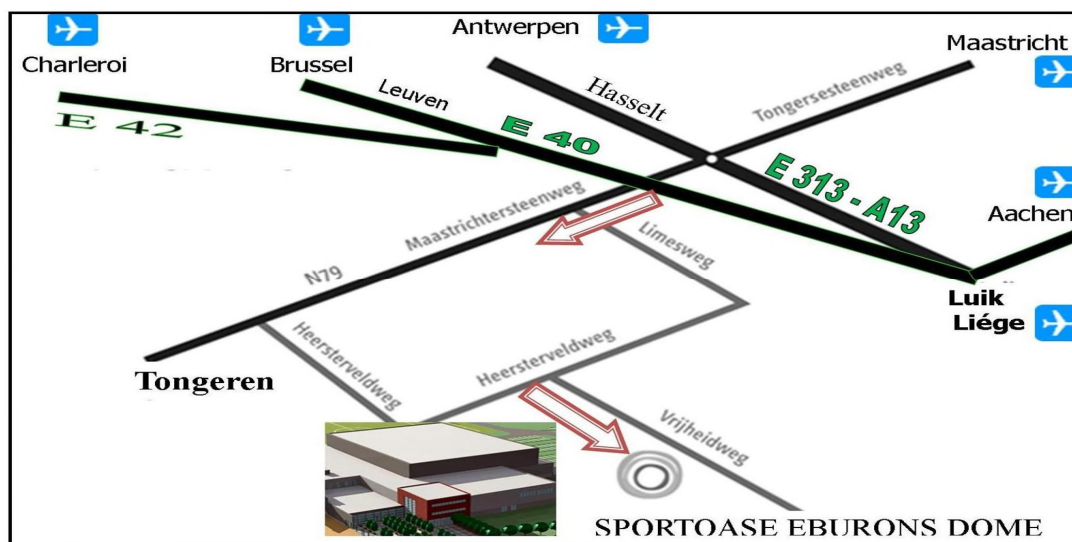 Antwerpen
Charleroi
Brussel
Maastricht
Leuven
Hasselt
Tongersesteenweg
E 42
E 40
E 313 - A13
Aachen
Maastrichtersteenweg
Limesweg
N79
Luik
Liége
Heersterveldweg
Heersterveldweg
Tongeren
Vrijheidweg
SPORTOASE EBURONS DOME